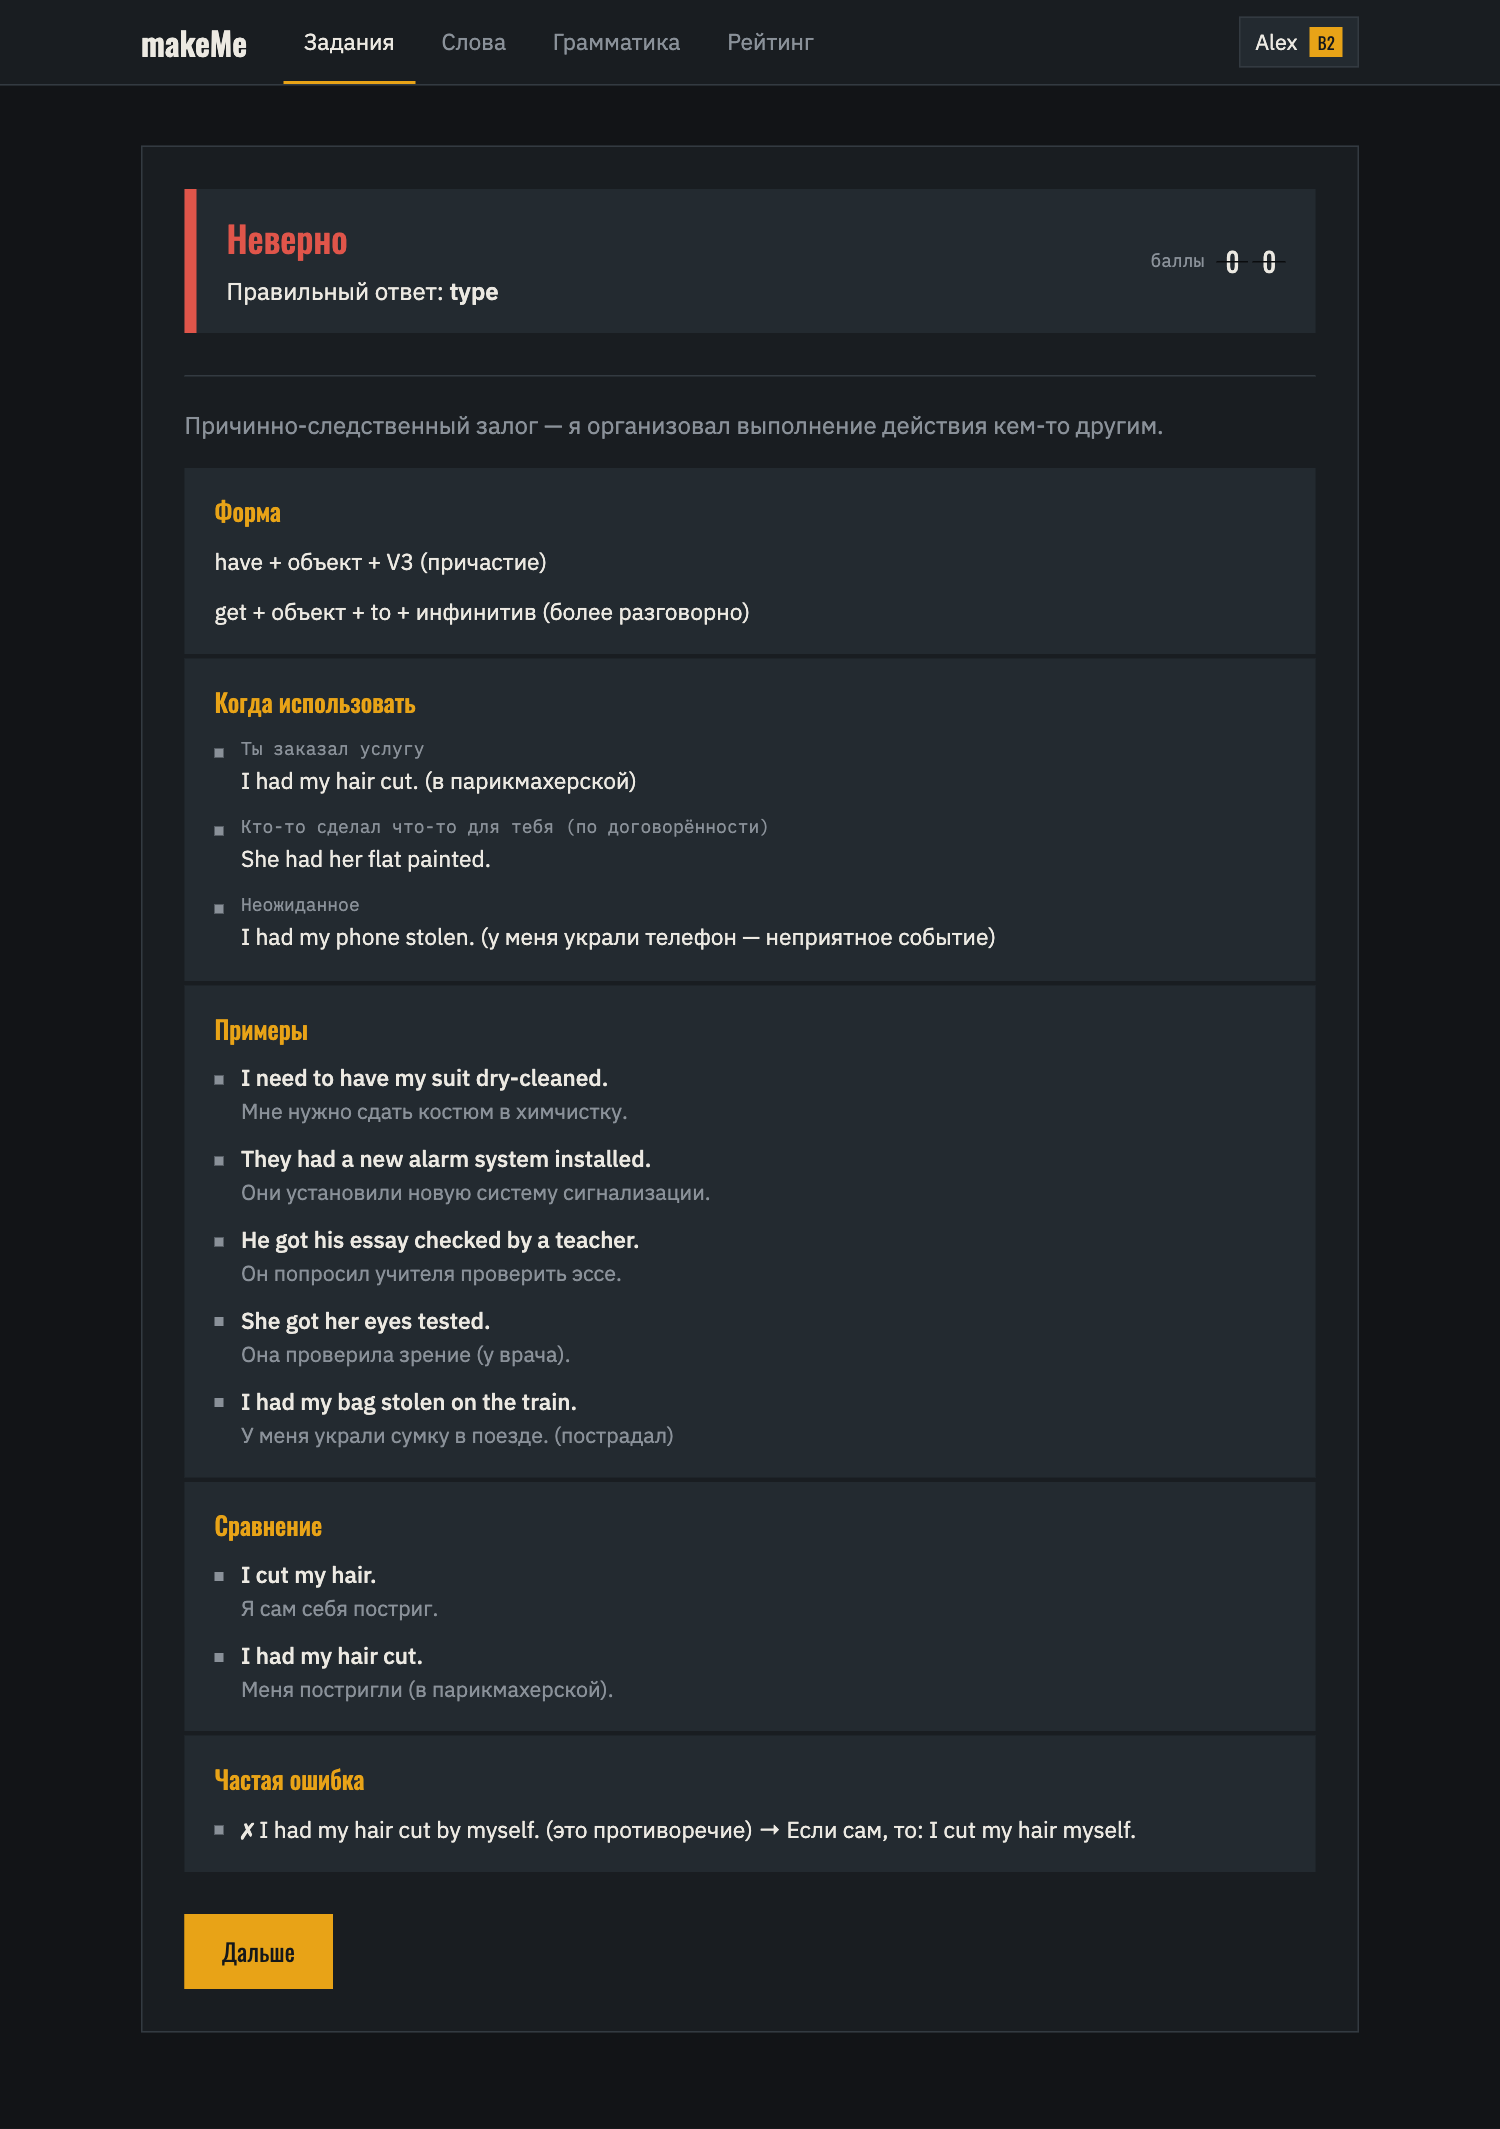 makeMe Задания Слова Грамматика Рейтинг Alex B2
Неверно
Правильный ответ: type
баллы 0 0
Причинно-следственный залог — я организовал выполнение действия кем-то другим.
Форма
have + объект + V3 (причастие)
get + объект + to + инфинитив (более разговорно)
Когда использовать
Ты заказал услугу
I had my hair cut. (в парикмахерской)
Кто-то сделал что-то для тебя (по договорённости)
She had her flat painted.
Неожиданное
I had my phone stolen. (у меня украли телефон — неприятное событие)
Примеры
I need to have my suit dry-cleaned.
Мне нужно сдать костюм в химчистку.
They had a new alarm system installed.
Они установили новую систему сигнализации.
He got his essay checked by a teacher.
Он попросил учителя проверить эссе.
She got her eyes tested.
Она проверила зрение (у врача).
I had my bag stolen on the train.
У меня украли сумку в поезде. (пострадал)
Сравнение
I cut my hair.
Я сам себя постриг.
I had my hair cut.
Меня постригли (в парикмахерской).
Частая ошибка
✗ I had my hair cut by myself. (это противоречие) → Если сам, то: I cut my hair myself.
Дальше